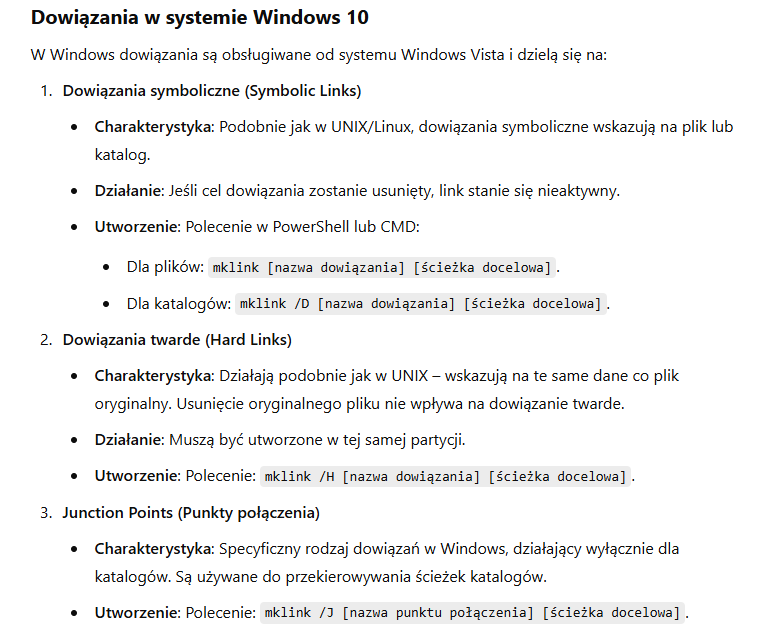 Dowiązania w systemie Windows 10
W Windows dowiązania są obsługiwane od systemu Windows Vista i dzielą się na:
1. Dowiązania symboliczne (Symbolic Links)
• Charakterystyka: Podobnie jak w UNIX/Linux, dowiązania symboliczne wskazują na plik lub
katalog.
• Działanie: Jeśli cel dowiązania zostanie usunięty, link stanie się nieaktywny.
• Utworzenie: Polecenie w PowerShell lub CMD:
• Dla plików: mklink [nazwa dowiązania] [ścieżka docelowa].
• Dla katalogów: mklink /D [nazwa dowiązania] [ścieżka docelowa].
2. Dowiązania twarde (Hard Links)
• Charakterystyka: Działają podobnie jak w UNIX – wskazują na te same dane co plik
oryginalny. Usunięcie oryginalnego pliku nie wpływa na dowiązanie twarde.
• Działanie: Muszą być utworzone w tej samej partycji.
• Utworzenie: Polecenie: mklink /H [nazwa dowiązania] [ścieżka docelowa].
3. Junction Points (Punkty połączenia)
• Charakterystyka: Specyficzny rodzaj dowiązań w Windows, działający wyłącznie dla
katalogów. Są używane do przekierowywania ścieżek katalogów.
• Utworzenie: Polecenie: mklink /J [nazwa punktu połączenia] [ścieżka docelowa].